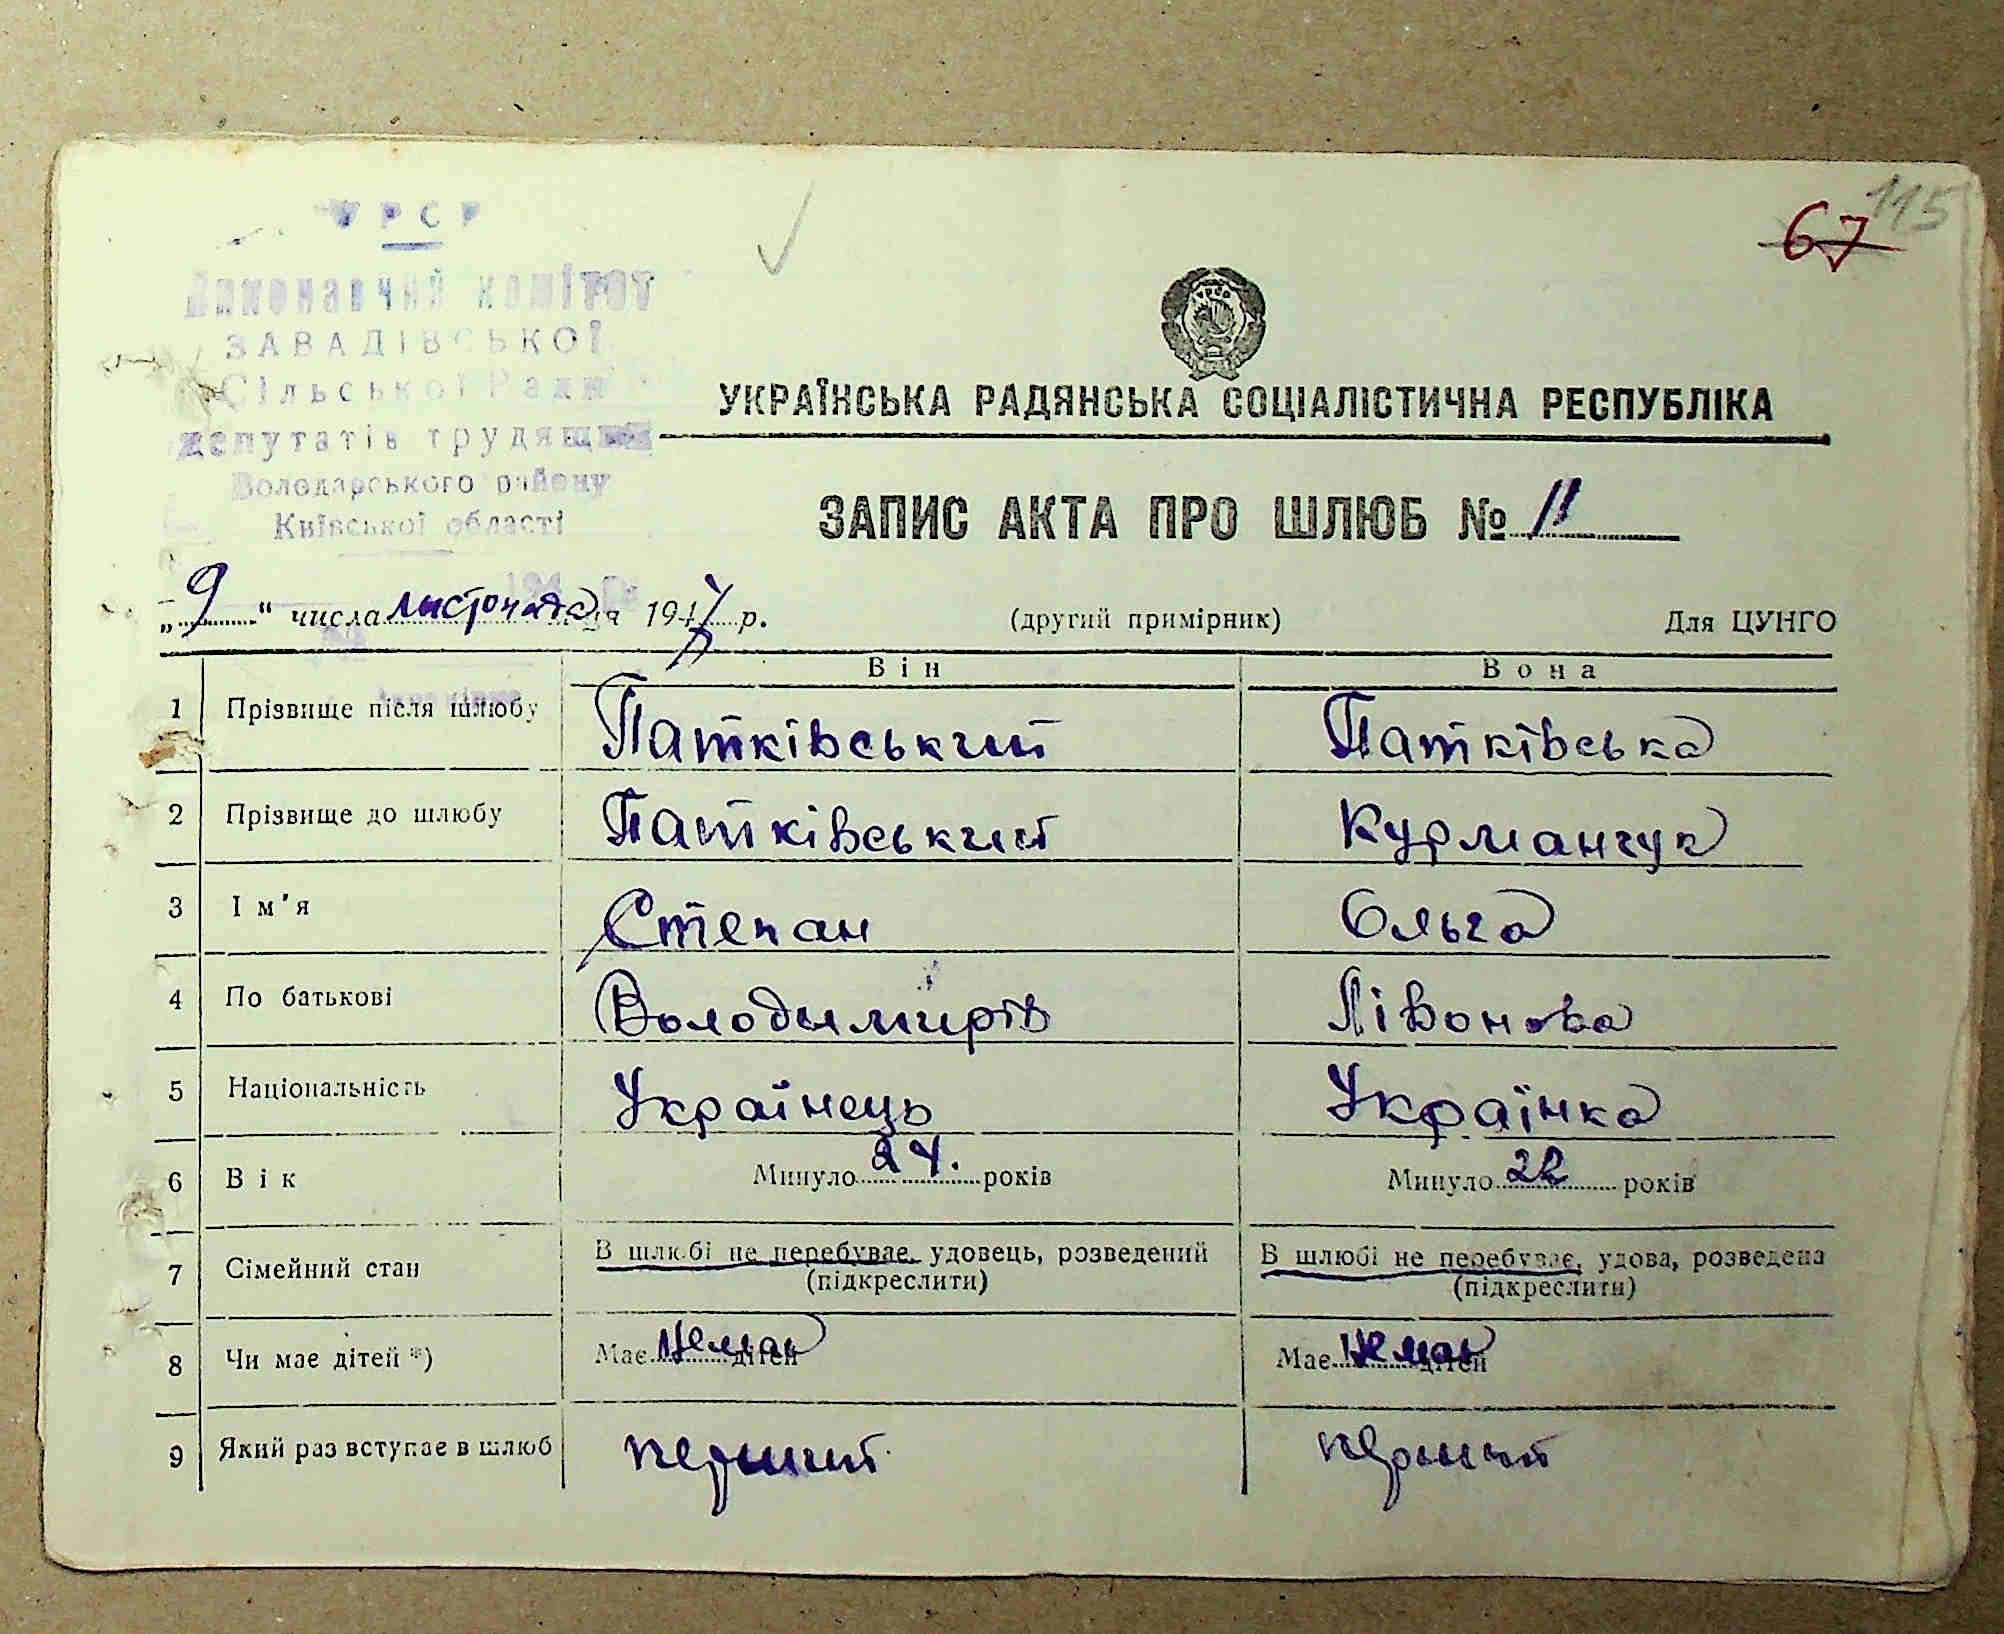 УРСР
Виконавчий комітет
ЗАВАДІВСЬКОЇ
Сільської Ради
депутатів трудящих
Володарського району
Київської області
67
115
УКРАЇНСЬКА РАДЯНСЬКА СОЦІАЛІСТИЧНА РЕСПУБЛІКА
ЗАПИС АКТА ПРО ШЛЮБ № 11
„9“ числа листопада ця 1947 р. (другий примірник) Для ЦУНГО
Він Вона
1 Прізвище після шлюбу Патківський Патківська
2 Прізвище до шлюбу Патківський Курманчук
3 Ім'я Степан Ольга
4 По батькові Володимирів Лівонова
5 Національність Українець Українка
6 Вік Минуло 24. років Минуло 22 років
7 Сімейний стан В шлюбі не перебуває, удовець, розведений В шлюбі не перебуває, удова, розведена
(підкреслити) (підкреслити)
8 Чи має дітей *) Має немає дітей Має немає дітей
9 Який раз вступає в шлюб перший перший